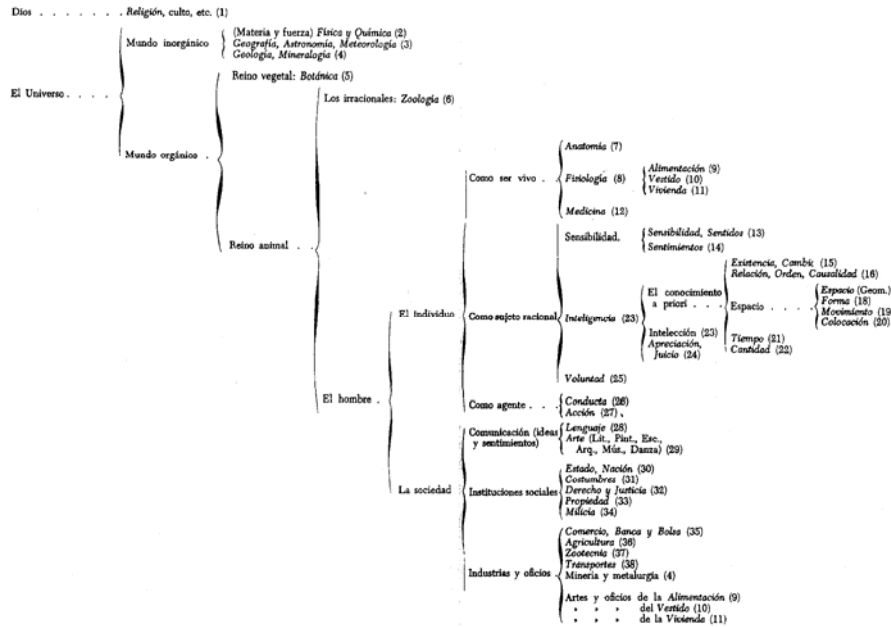 Dios . . . . . . . Religión, culto, etc. (1)
Mundo inorgánico
(Materia y fuerza) Física y Química (2)
Geografía, Astronomía, Meteorología (3)
Geología, Mineralogía (4)
El Universo . . . .
Mundo orgánico .
Reino vegetal: Botánica (5)
Reino animal . .
Los irracionales: Zoología (6)
El hombre .
El individuo
Como ser vivo . .
Anatomía (7)
Fisiología (8)
Alimentación (9)
Vestido (10)
Vivienda (11)
Medicina (12)
Como sujeto racional
Sensibilidad,
Sensibilidad, Sentidos (13)
Sentimientos (14)
Inteligencia (23)
El conocimiento
a priori . . .
Existencia, Cambio (15)
Relación, Orden, Causalidad (16)
Espacio . . . .
Espacio (Geom.)
Forma (18)
Movimiento (19
Colocación (20)
Tiempo (21)
Cantidad (22)
Intelección (23)
Apreciación,
Juicio (24)
Voluntad (25)
Como agente . . .
Conducta (26)
Acción (27) .
La sociedad
Comunicación (ideas
y sentimientos)
Lenguaje (28)
Arte (Lit., Pint., Esc.,
Arq., Mús., Danza) (29)
Instituciones sociales
Estado, Nación (30)
Costumbres (31)
Derecho y Justicia (32)
Propiedad (33)
Milicia (34)
Industrias y oficios
Comercio, Banca y Bolsa (35)
Agricultura (36)
Zootecnia (37)
Transportes (38)
Minería y metalurgia (4)
Artes y oficios de la Alimentación (9)
» » » del Vestido (10)
» » » de la Vivienda (11)